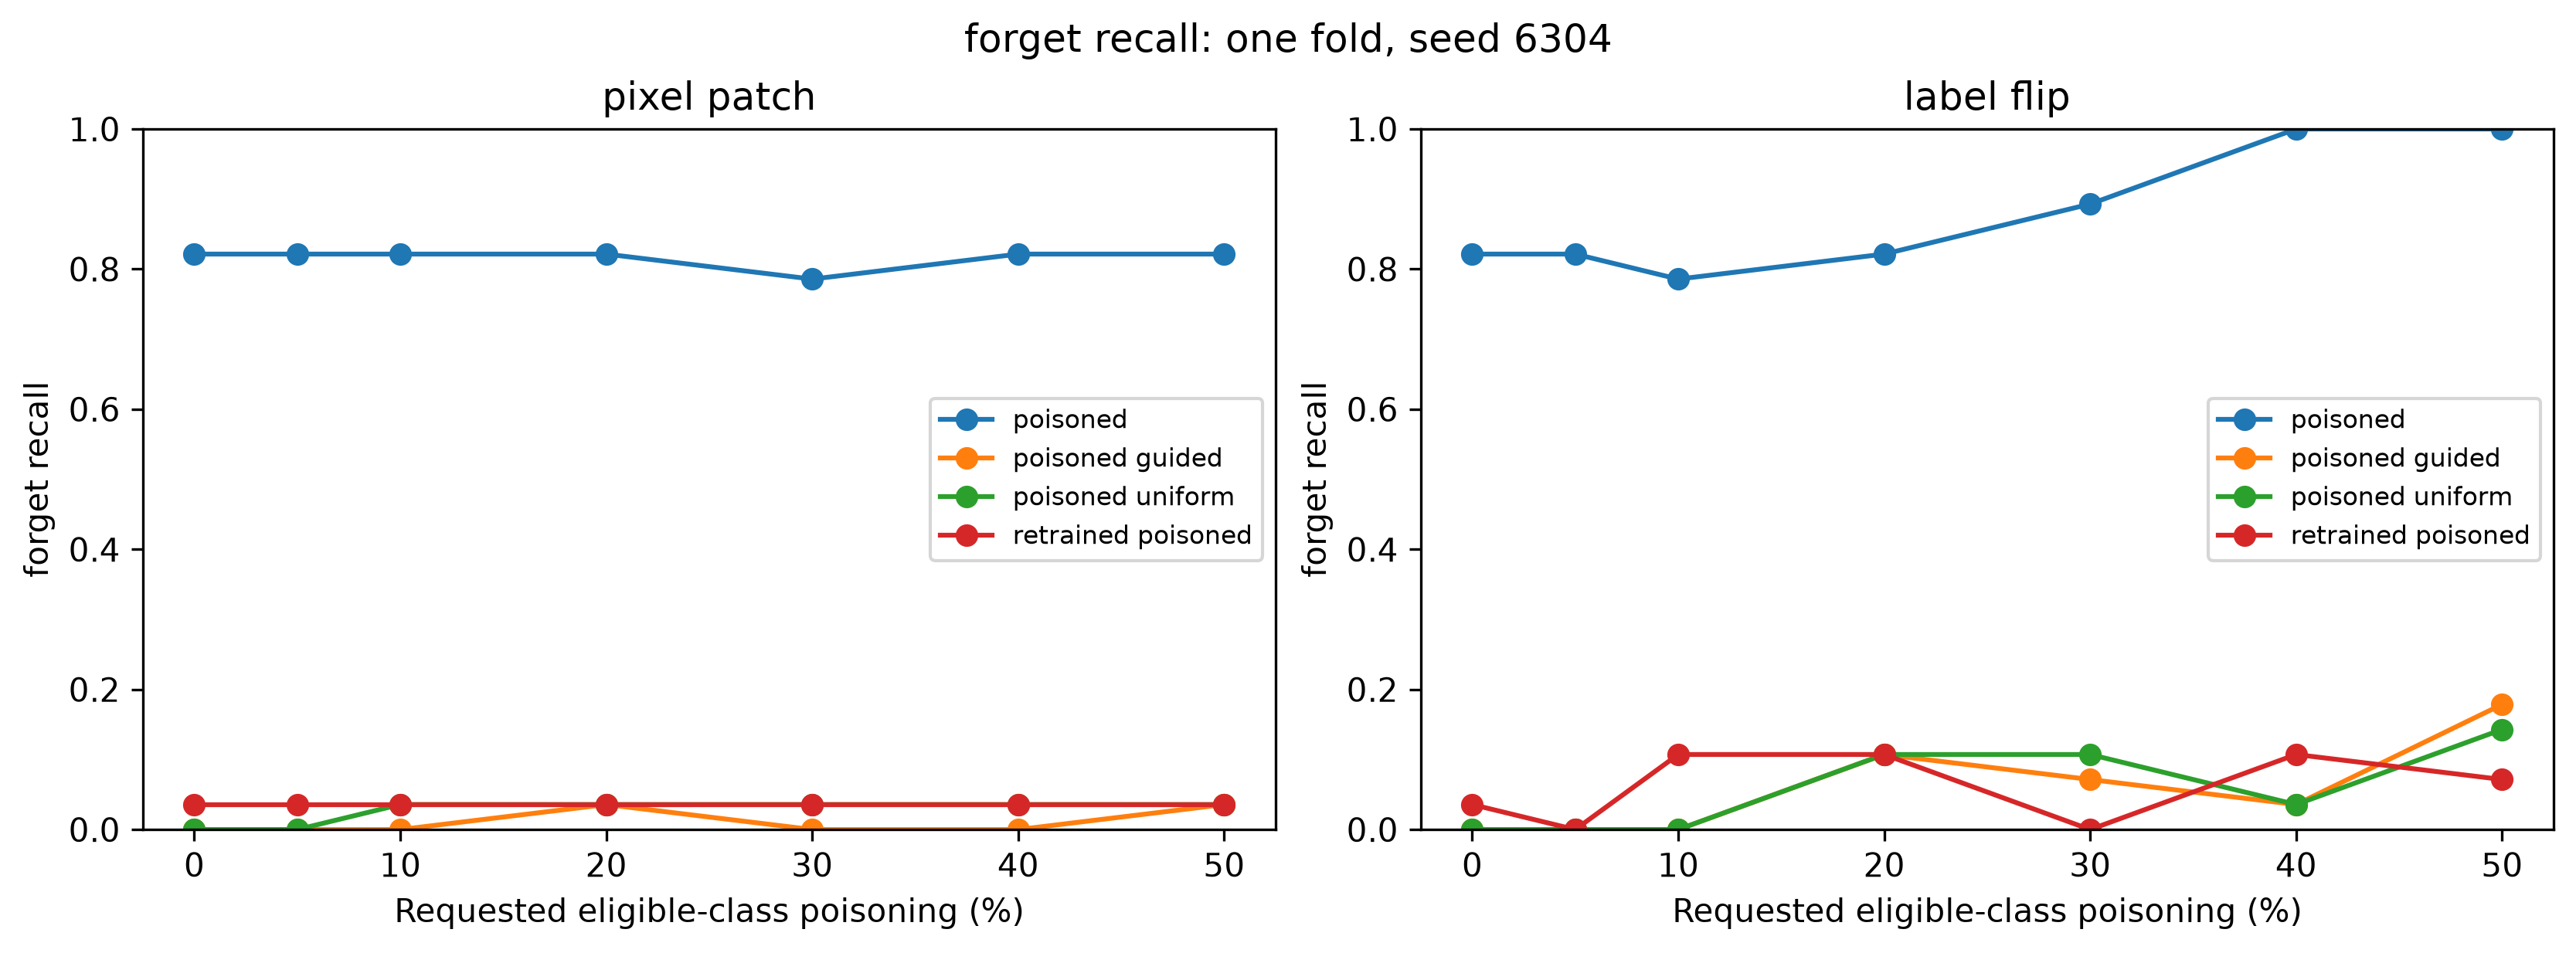 forget recall: one fold, seed 6304
pixel patch
1.0
0.8
0.6
0.4
0.2
0.0
forget recall
poisoned
poisoned guided
poisoned uniform
retrained poisoned
0 10 20 30 40 50
Requested eligible-class poisoning (%)
label flip
1.0
0.8
0.6
0.4
0.2
0.0
forget recall
poisoned
poisoned guided
poisoned uniform
retrained poisoned
0 10 20 30 40 50
Requested eligible-class poisoning (%)